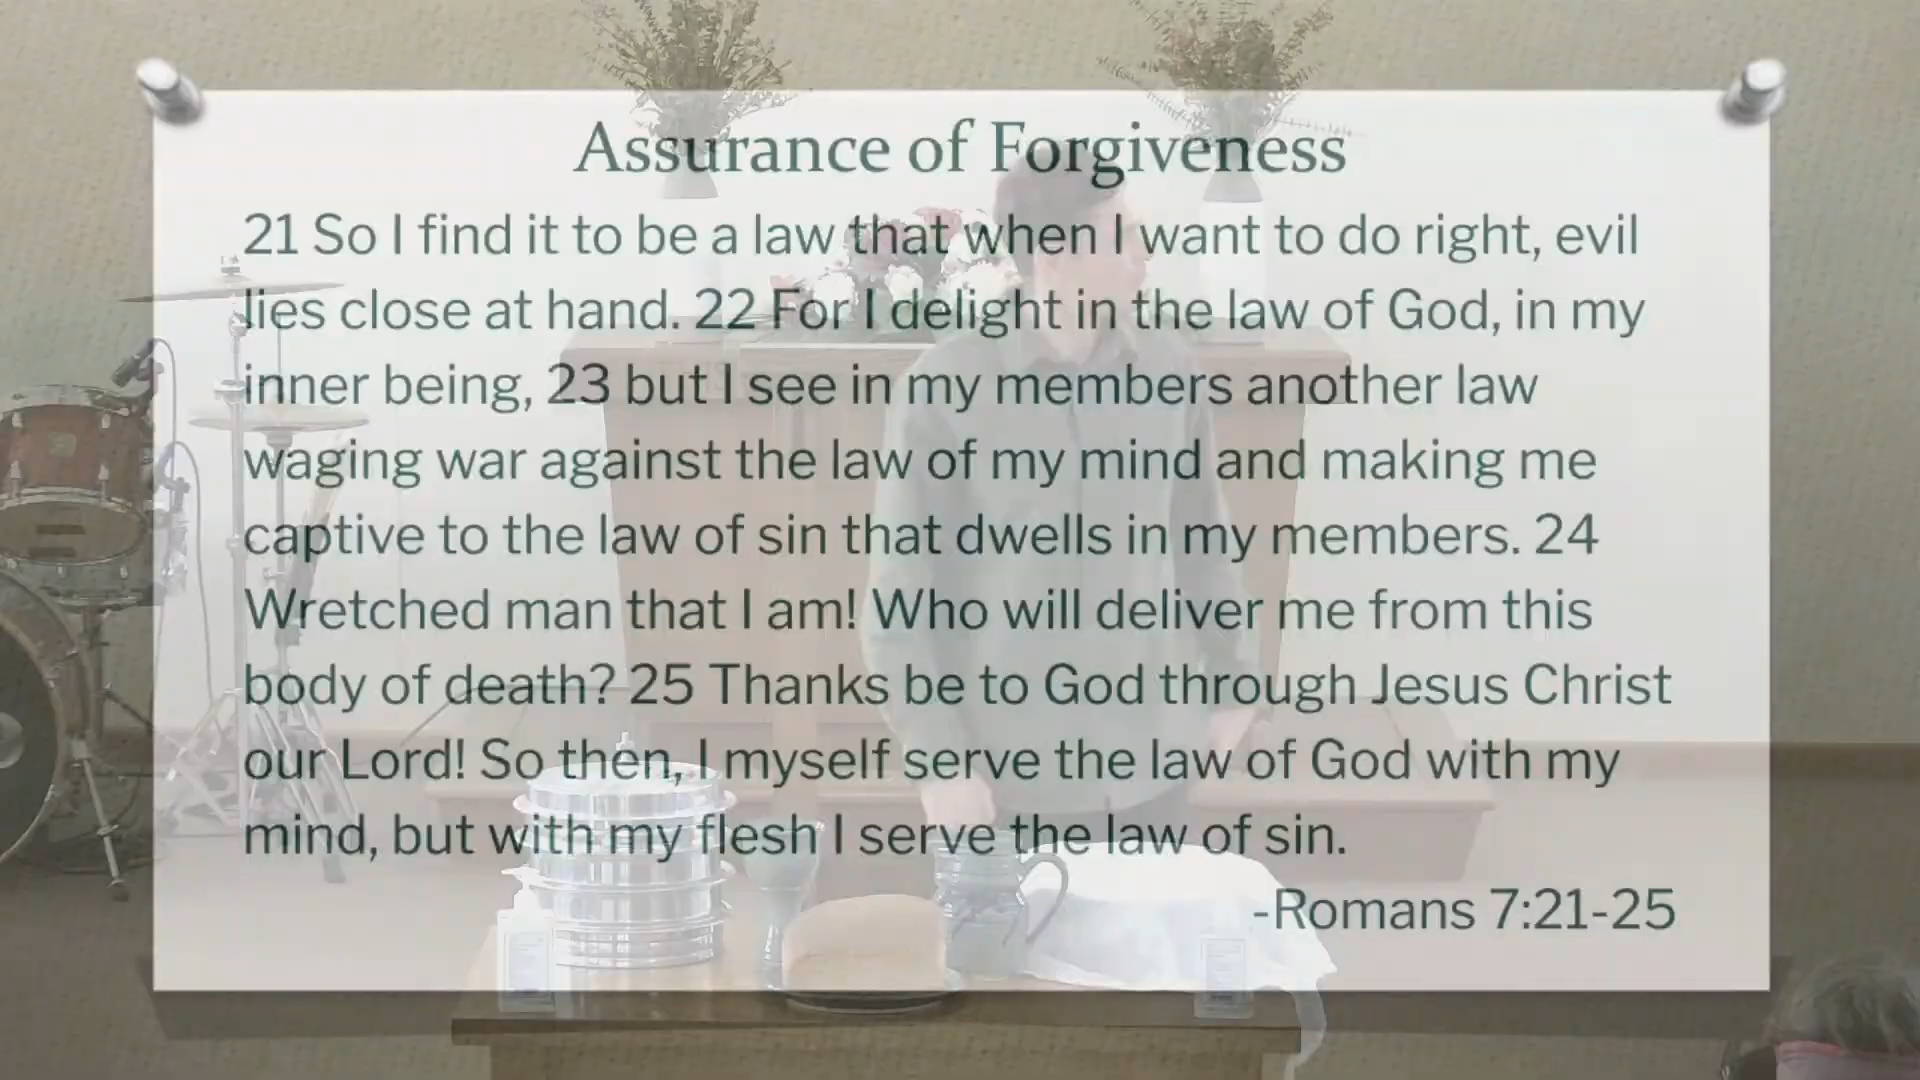 Assurance of Forgiveness
21 So I find it to be a law that when I want to do right, evil
lies close at hand. 22 For I delight in the law of God, in my
inner being, 23 but I see in my members another law
waging war against the law of my mind and making me
captive to the law of sin that dwells in my members. 24
Wretched man that I am! Who will deliver me from this
body of death? 25 Thanks be to God through Jesus Christ
our Lord! So then, I myself serve the law of God with my
mind, but with my flesh I serve the law of sin.
-Romans 7:21-25